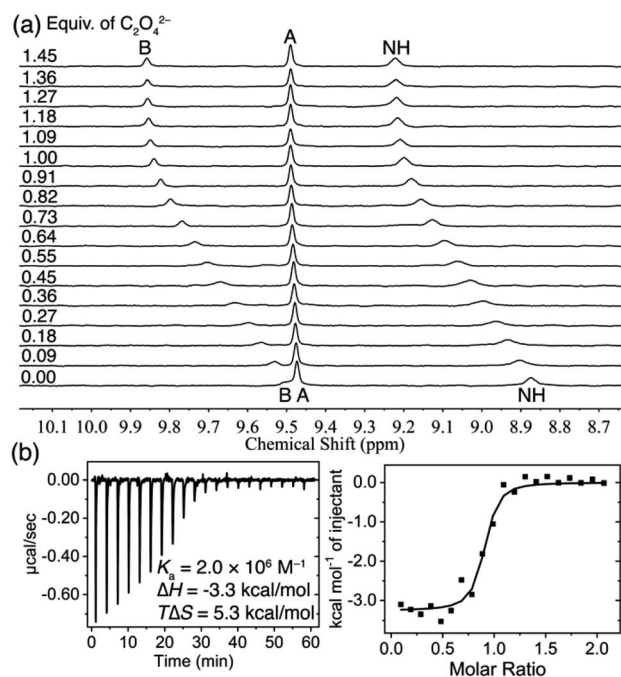 (a) Equiv. of C₂O₄²⁻
B A NH
1.45
1.36
1.27
1.18
1.09
1.00
0.91
0.82
0.73
0.64
0.55
0.45
0.36
0.27
0.18
0.09
0.00
B A NH
10.1 10.0 9.9 9.8 9.7 9.6 9.5 9.4 9.3 9.2 9.1 9.0 8.9 8.8 8.7
Chemical Shift (ppm)
(b)
µcal/sec
0.00
-0.20
-0.40
-0.60
Kₐ = 2.0 × 10⁶ M⁻¹
ΔH = -3.3 kcal/mol
TΔS = 5.3 kcal/mol
0 10 20 30 40 50 60
Time (min)
kcal mol⁻¹ of injectant
0.0
-1.0
-2.0
-3.0
0.0 0.5 1.0 1.5 2.0
Molar Ratio